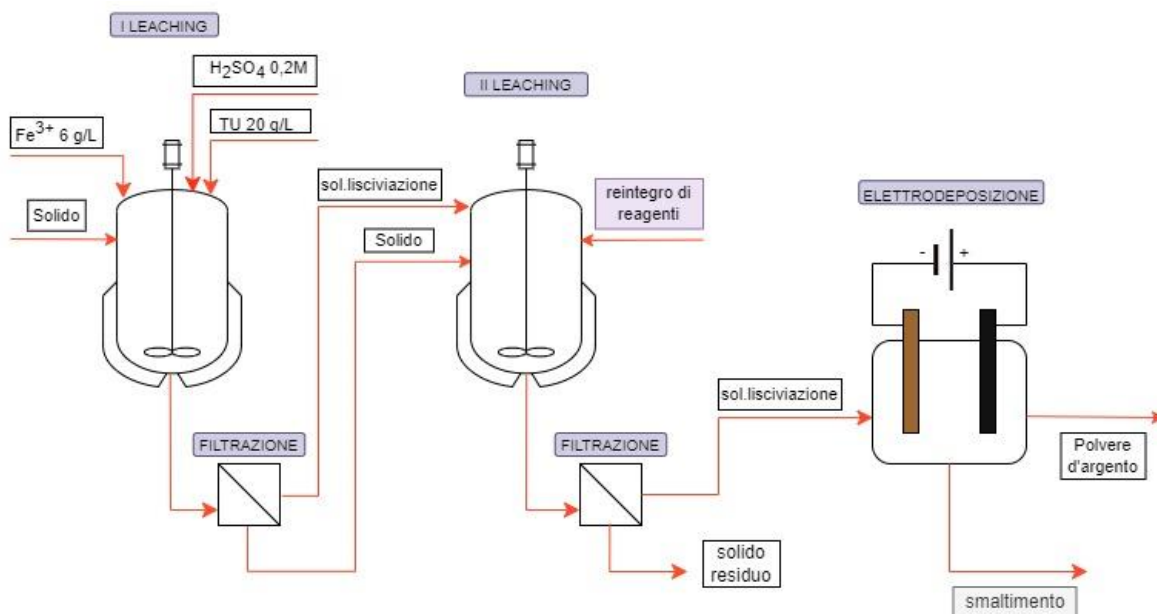 I LEACHING
H₂SO₄ 0,2M
II LEACHING
Fe³⁺ 6 g/L
TU 20 g/L
sol.lisciviazione
reintegro di
reagenti
ELETTRODEPOSIZIONE
Solido
Solido
- +
sol.lisciviazione
FILTRAZIONE
FILTRAZIONE
Polvere
d'argento
solido
residuo
smaltimento